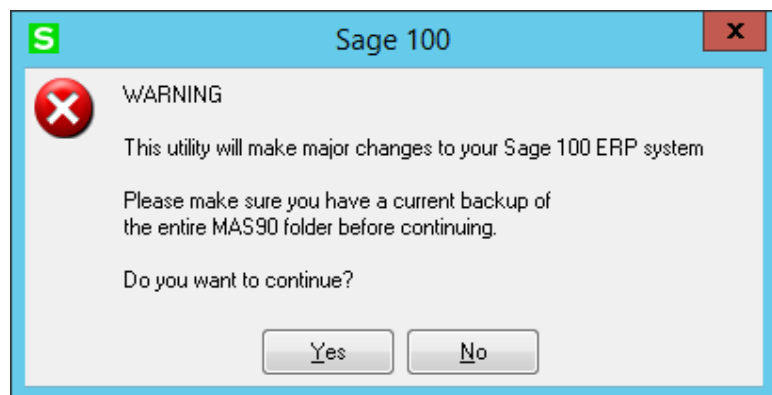 S
Sage 100
x
WARNING
This utility will make major changes to your Sage 100 ERP system
Please make sure you have a current backup of
the entire MAS90 folder before continuing.
Do you want to continue?
Yes
No